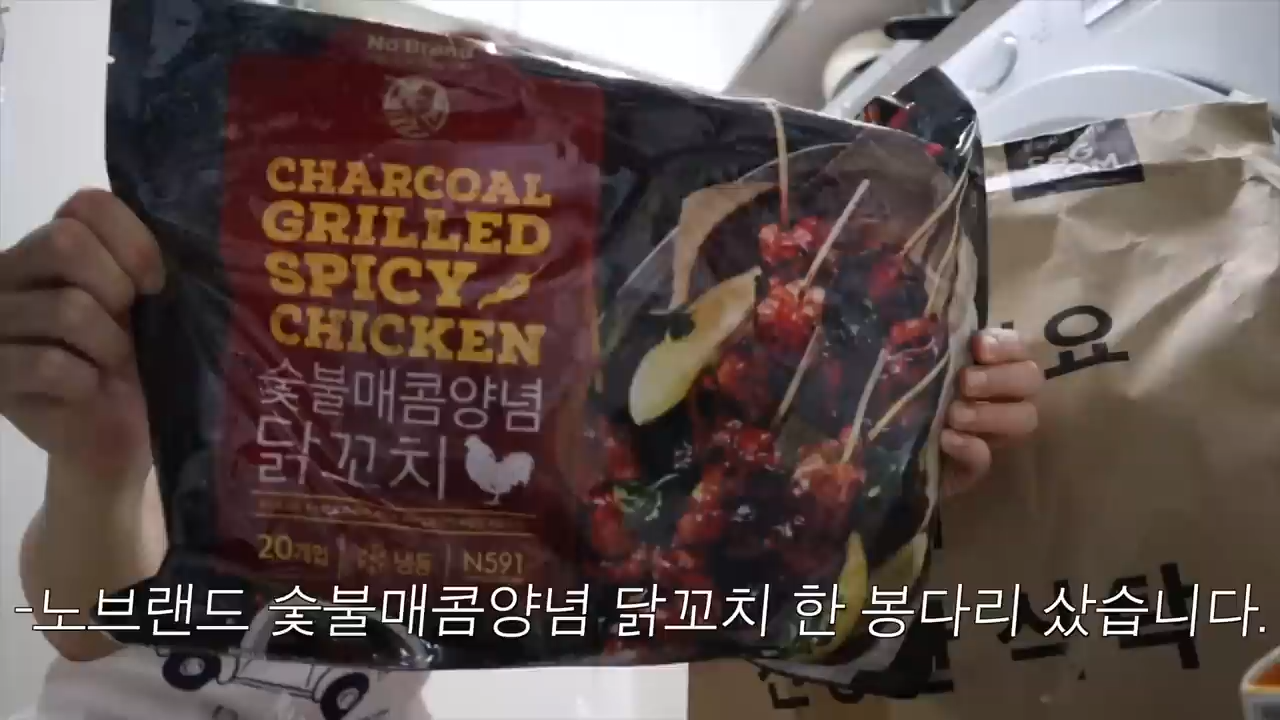 No Brand
CHARCOAL
GRILLED
SPICY
CHICKEN
숯불매콤양념
닭꼬치
20개입
냉동
N591
요
-노브랜드 숯불매콤양념 닭꼬치 한 봉다리 샀습니다.